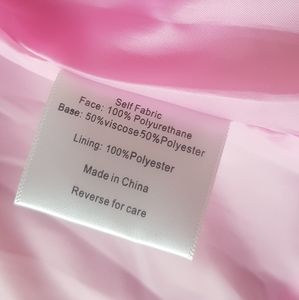 Self Fabric
Face: 100% Polyurethane
Base: 50%viscose50%Polyester
Lining: 100%Polyester
Made in China
Reverse for care